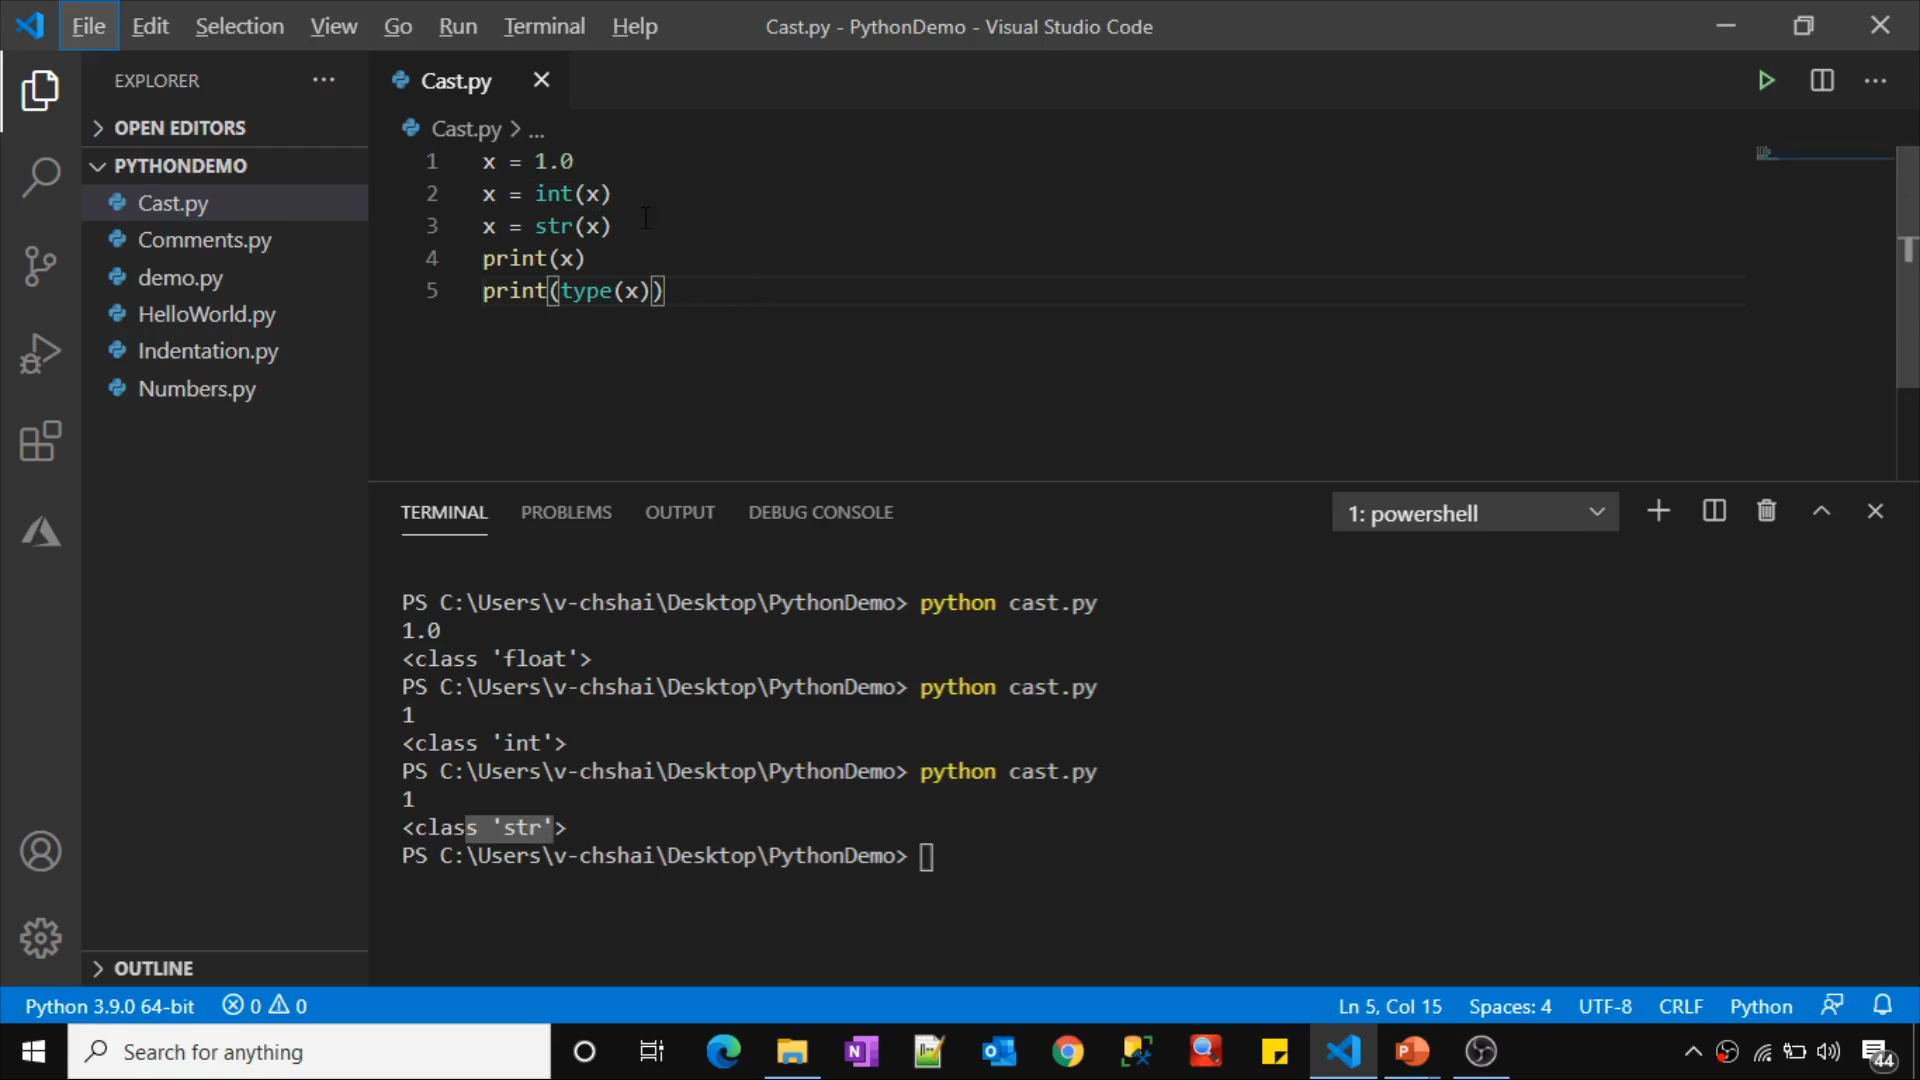 File Edit Selection View Go Run Terminal Help Cast.py - PythonDemo - Visual Studio Code
EXPLORER
OPEN EDITORS
PYTHONDEMO
Cast.py
Comments.py
demo.py
HelloWorld.py
Indentation.py
Numbers.py
OUTLINE
Cast.py
Cast.py > ...
1 x = 1.0
2 x = int(x)
3 x = str(x)
4 print(x)
5 print(type(x))
TERMINAL PROBLEMS OUTPUT DEBUG CONSOLE 1: powershell
PS C:\Users\v-chshai\Desktop\PythonDemo> python cast.py
1.0
<class 'float'>
PS C:\Users\v-chshai\Desktop\PythonDemo> python cast.py
1
<class 'int'>
PS C:\Users\v-chshai\Desktop\PythonDemo> python cast.py
1
<class 'str'>
PS C:\Users\v-chshai\Desktop\PythonDemo>
Python 3.9.0 64-bit 0 0 Ln 5, Col 15 Spaces: 4 UTF-8 CRLF Python
Search for anything 44